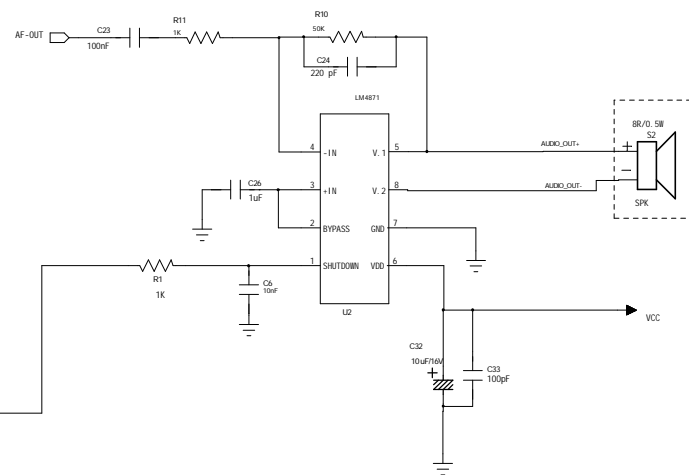 R10
R11
50K
AF-OUT
C23
1K
100nF
C24
220 pF
LM4871
8R/0.5W
S2
4
-IN
V.1
5
AUDIO_OUT+
+
3
+IN
V.2
8
AUDIO_OUT-
−
SPK
C26
1uF
2
BYPASS
GND
7
1
SHUTDOWN
VDD
6
R1
1K
C6
10nF
U2
VCC
C32
10uF/16V
+
C33
100pF